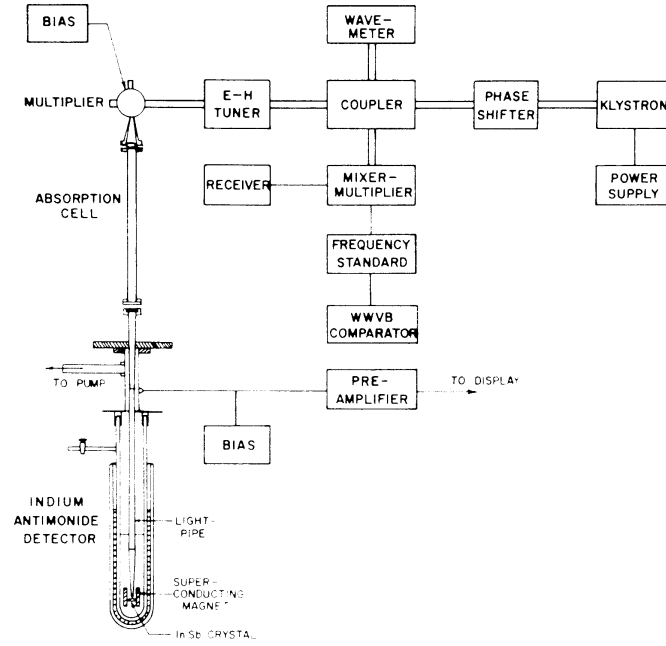 BIAS
WAVE-
METER
MULTIPLIER
E-H
TUNER
COUPLER
PHASE
SHIFTER
KLYSTRON
RECEIVER
MIXER-
MULTIPLIER
POWER
SUPPLY
ABSORPTION
CELL
FREQUENCY
STANDARD
WWVB
COMPARATOR
TO PUMP
PRE-
AMPLIFIER
TO DISPLAY
BIAS
INDIUM
ANTIMONIDE
DETECTOR
LIGHT-
PIPE
SUPER-
CONDUCTING
MAGNET
InSb CRYSTAL